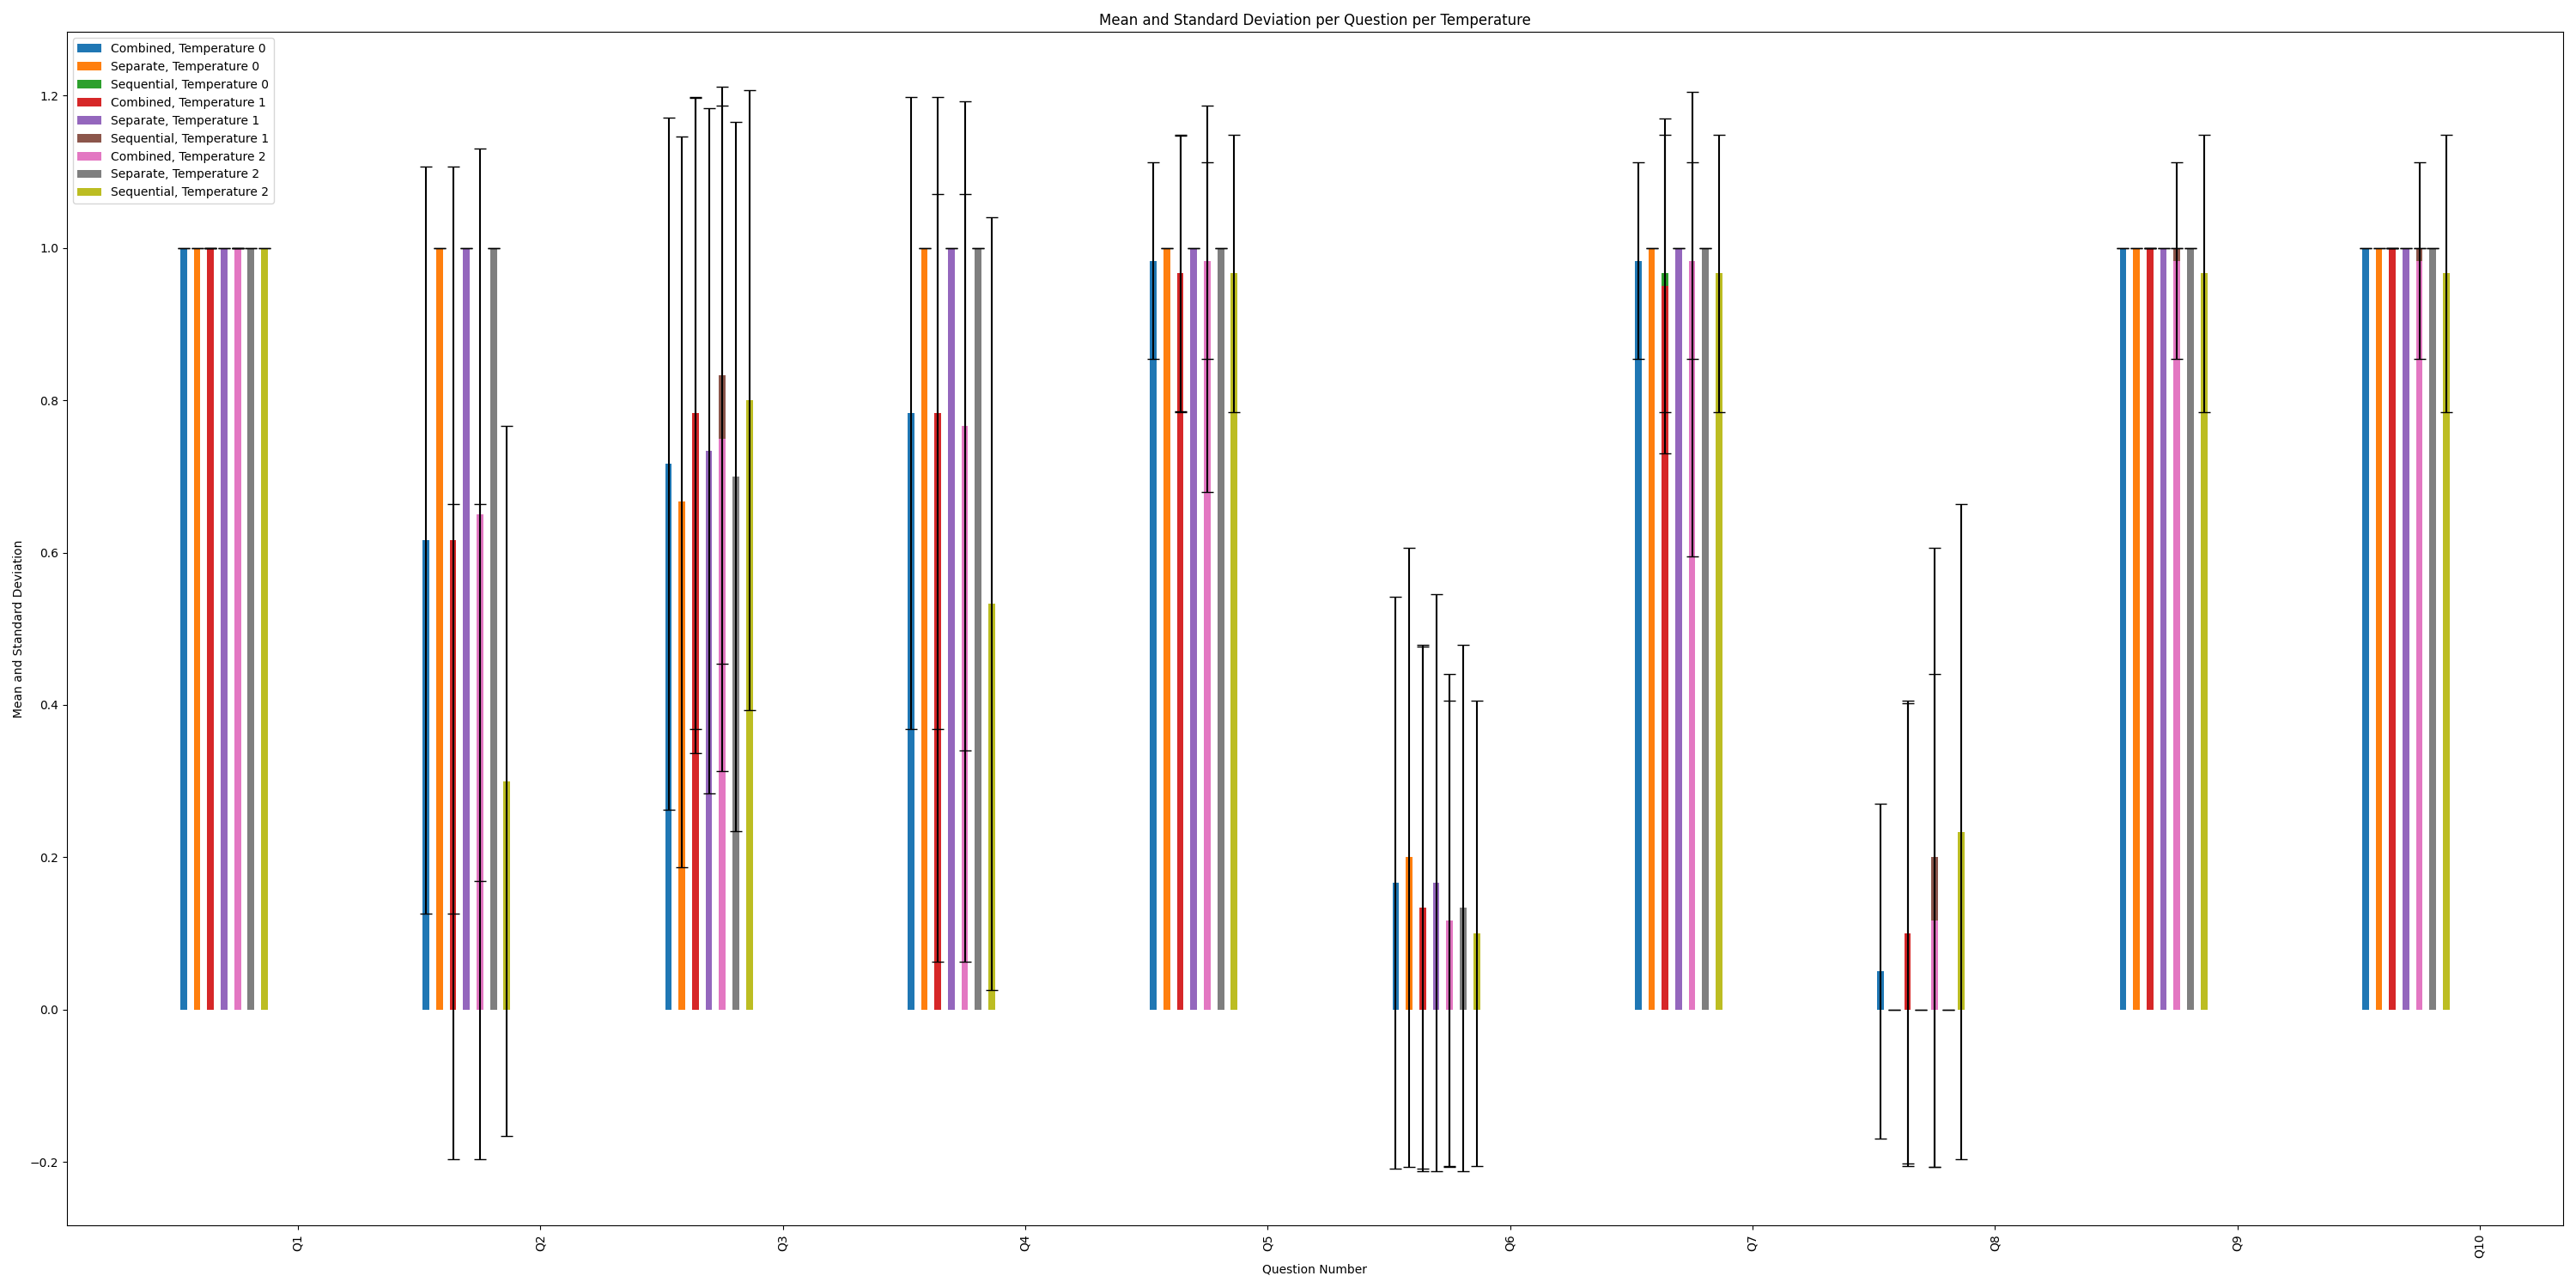 Mean and Standard Deviation per Question per Temperature
Combined, Temperature 0
Separate, Temperature 0
Sequential, Temperature 0
Combined, Temperature 1
Separate, Temperature 1
Sequential, Temperature 1
Combined, Temperature 2
Separate, Temperature 2
Sequential, Temperature 2
Mean and Standard Deviation
1.2
1.0
0.8
0.6
0.4
0.2
0.0
−0.2
Q1 Q2 Q3 Q4 Q5 Q6 Q7 Q8 Q9 Q10
Question Number